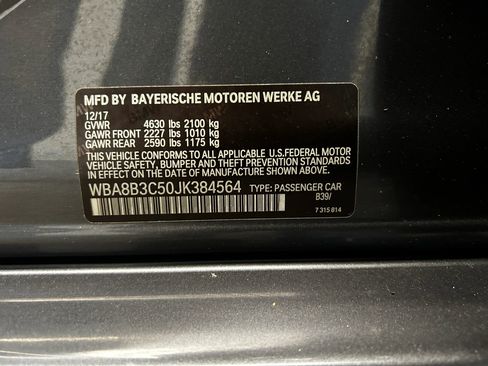 MFD BY BAYERISCHE MOTOREN WERKE AG
12/17
GVWR 4630 lbs 2100 kg
GAWR FRONT 2227 lbs 1010 kg
GAWR REAR 2590 lbs 1175 kg
THIS VEHICLE CONFORMS TO ALL APPLICABLE U.S.FEDERAL MOTOR
VEHICLE SAFETY, BUMPER AND THEFT PREVENTION STANDARDS
IN EFFECT ON THE DATE OF MANUFACTURE SHOWN ABOVE.
WBA8B3C50JK384564 TYPE: PASSENGER CAR
B39/
7 315 814